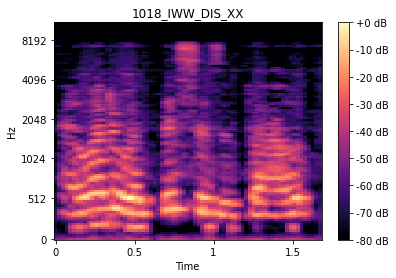 1018_IWW_DIS_XX
+0 dB
8192
-10 dB
4096
-20 dB
-30 dB
2048
Hz
-40 dB
1024
-50 dB
512
-60 dB
-70 dB
0
-80 dB
0
0.5
1
1.5
Time